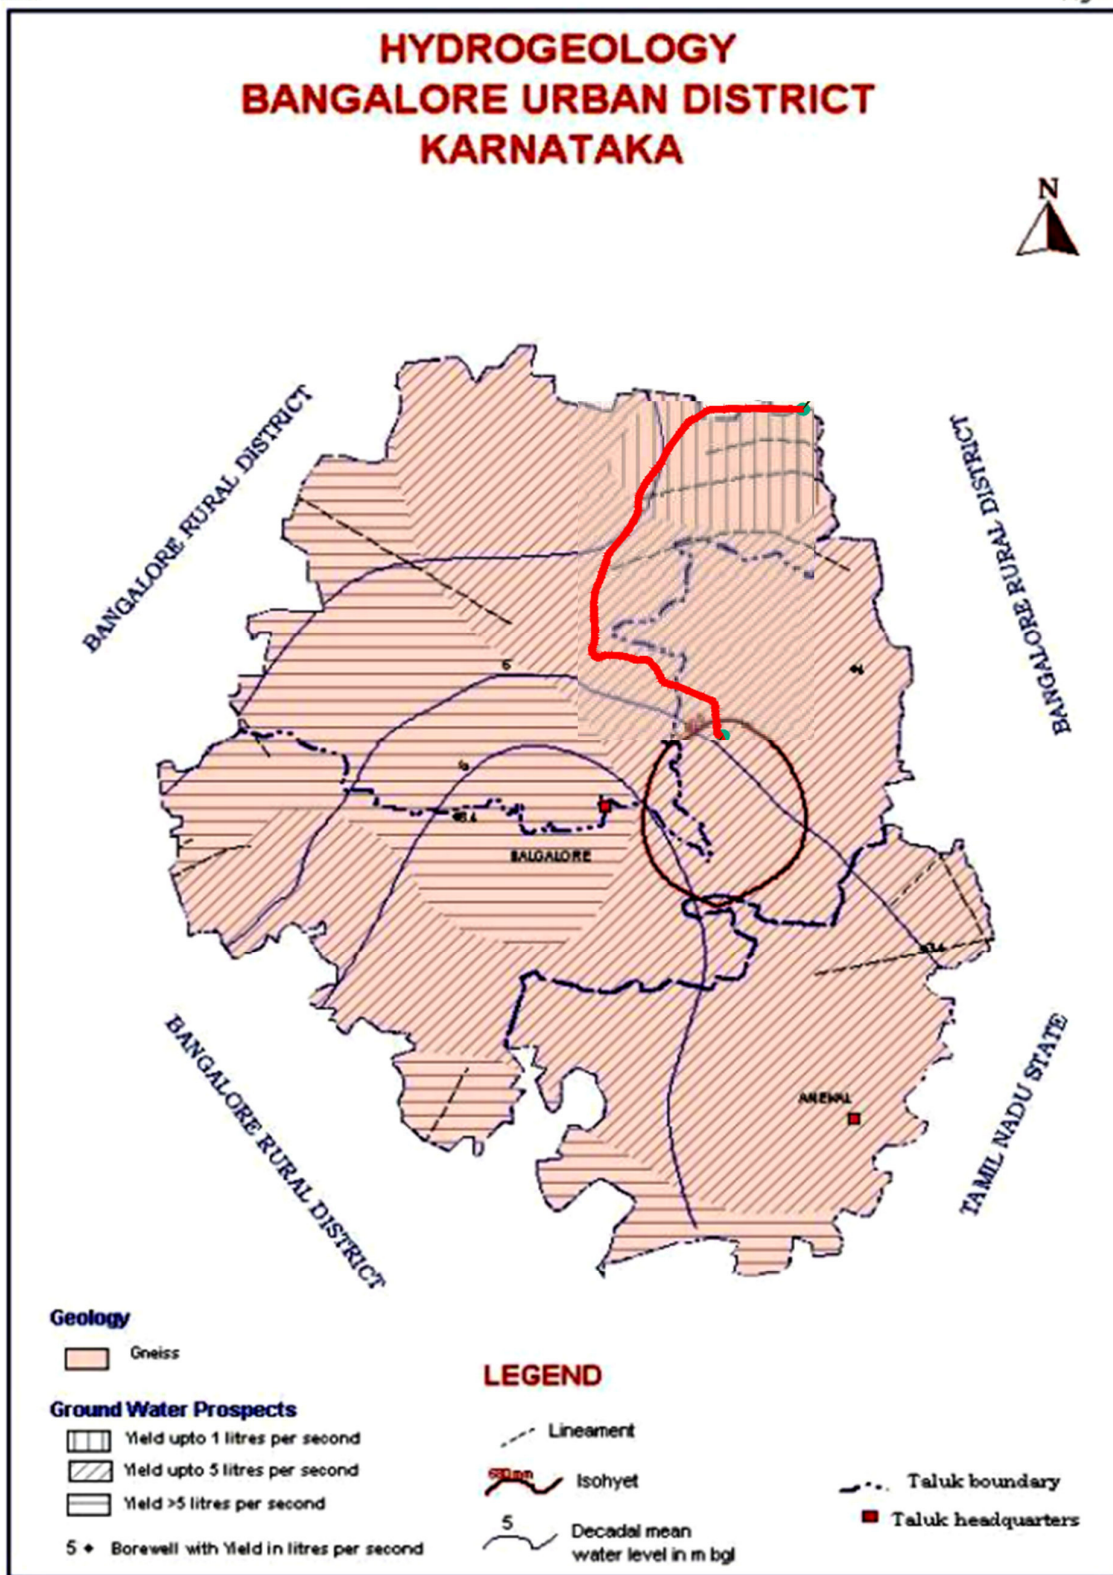 HYDROGEOLOGY
BANGALORE URBAN DISTRICT
KARNATAKA
N
BANGALORE RURAL DISTRICT
BANGALORE RURAL DISTRICT
BALGALORE
ANEKAL
BANGALORE RURAL DISTRICT
TAMIL NADU STATE
Geology
Gneiss
LEGEND
Ground Water Prospects
Yield upto 1 litres per second
Yield upto 5 litres per second
Yield >5 litres per second
5 Borewell with Yield in litres per second
Lineament
Isohyet
5
Decadal mean
water level in m bgl
Taluk boundary
Taluk headquarters